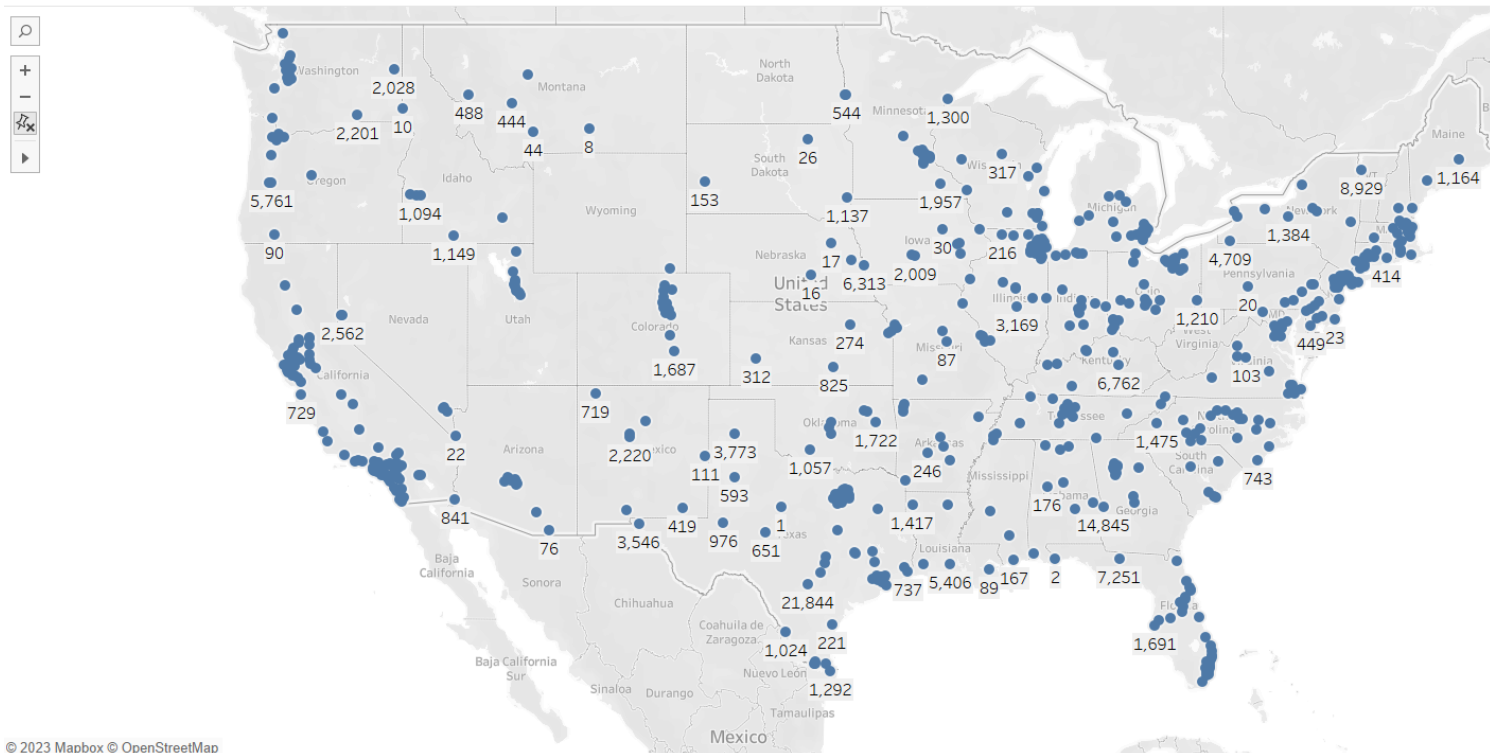 Washington
2,028
Montana
488
444
2,201
10
44
8
North
Dakota
544
Minnesot
1,300
26
South
Dakota
153
1,137
Wis
317
1,957
Michigan
Maine
VT
8,929
1,164
New York
1,384
5,761
Oregon
Idaho
1,094
90
1,149
Wyoming
Nebraska
17
16
6,313
Iowa
30
2,009
216
4,709
Pennsylvania
414
20
United
States
Illinois
Indi
Ohio
3,169
1,210
West
Virginia
MD
449
23
Nevada
2,562
Utah
Colorado
1,687
Kansas
274
312
825
Missouri
87
Kentucky
6,762
103
California
729
719
22
Arizona
2,220
111
3,773
593
Oklahoma
1,057
1,722
Arkansas
246
Mississippi
Tennessee
1,475
South
Carolina
743
176
14,845
Georgia
841
76
3,546
419
976
651
1
Texas
1,417
Louisiana
737
5,406
89
167
2
7,251
Baja
California
Sonora
Chihuahua
Coahuila de
Zaragoza
21,844
221
1,024
1,292
Nuevo León
Florida
1,691
Baja California
Sur
Sinaloa
Durango
Tamaulipas
Mexico
© 2023 Mapbox © OpenStreetMap